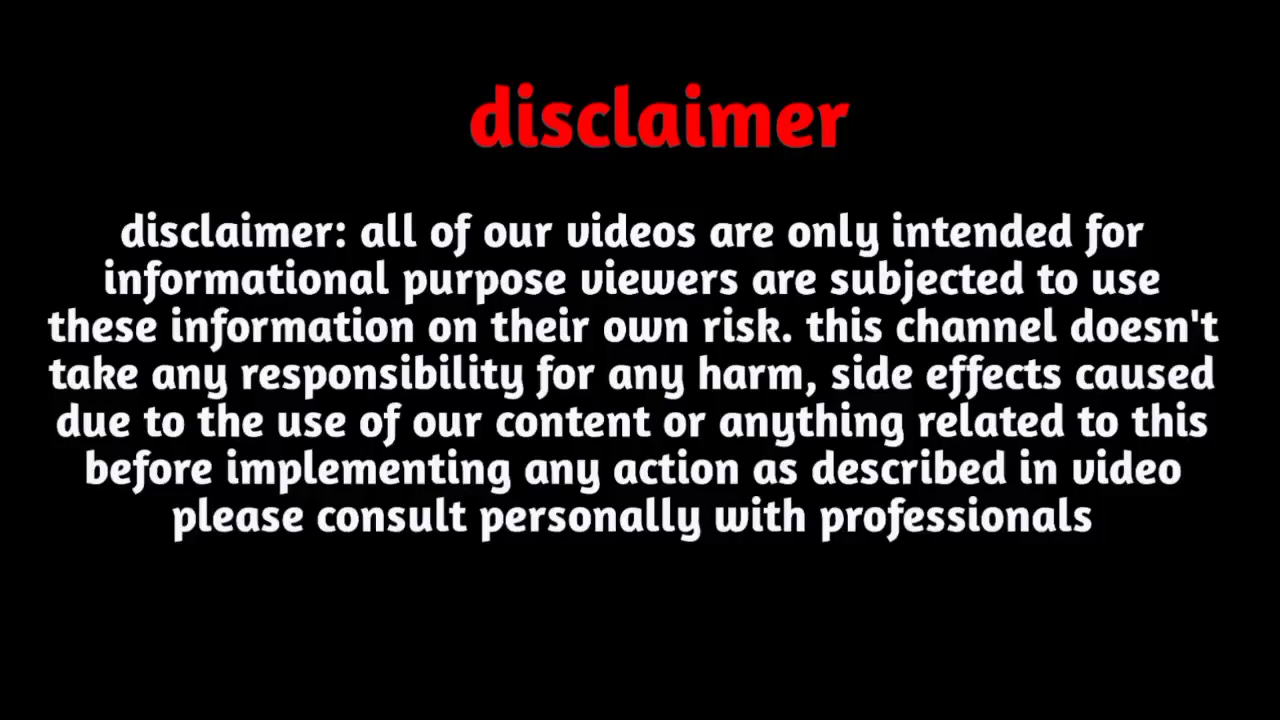 disclaimer
disclaimer: all of our videos are only intended for
informational purpose viewers are subjected to use
these information on their own risk. this channel doesn't
take any responsibility for any harm, side effects caused
due to the use of our content or anything related to this
before implementing any action as described in video
please consult personally with professionals